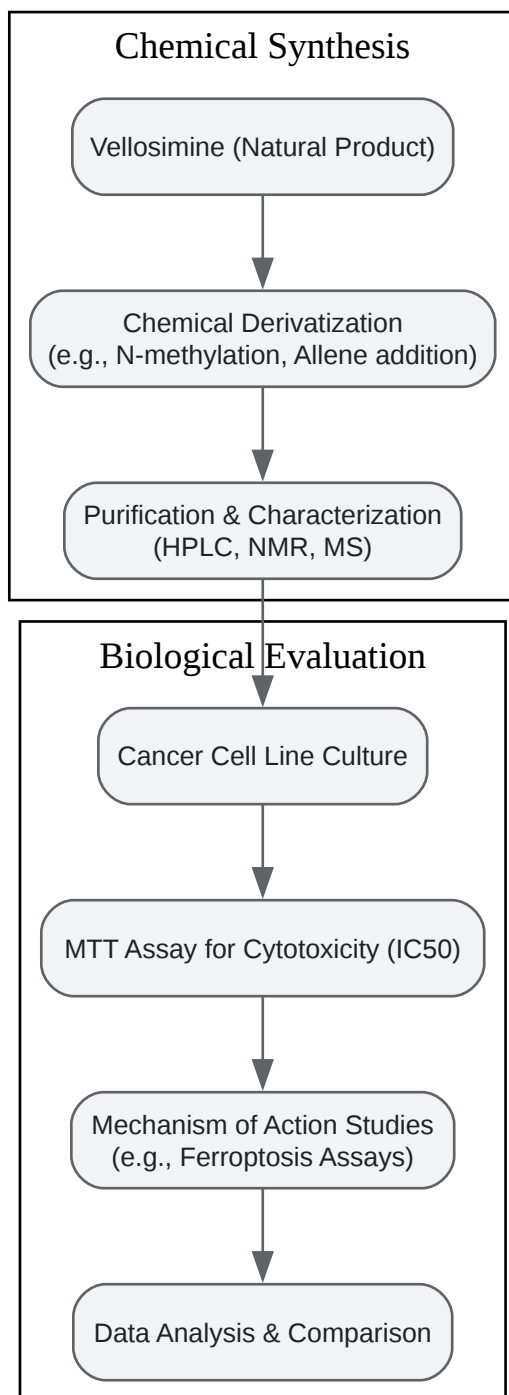 Chemical Synthesis
Vellosimine (Natural Product)
Chemical Derivatization
(e.g., N-methylation, Allene addition)
Purification & Characterization
(HPLC, NMR, MS)
Biological Evaluation
Cancer Cell Line Culture
MTT Assay for Cytotoxicity (IC50)
Mechanism of Action Studies
(e.g., Ferroptosis Assays)
Data Analysis & Comparison